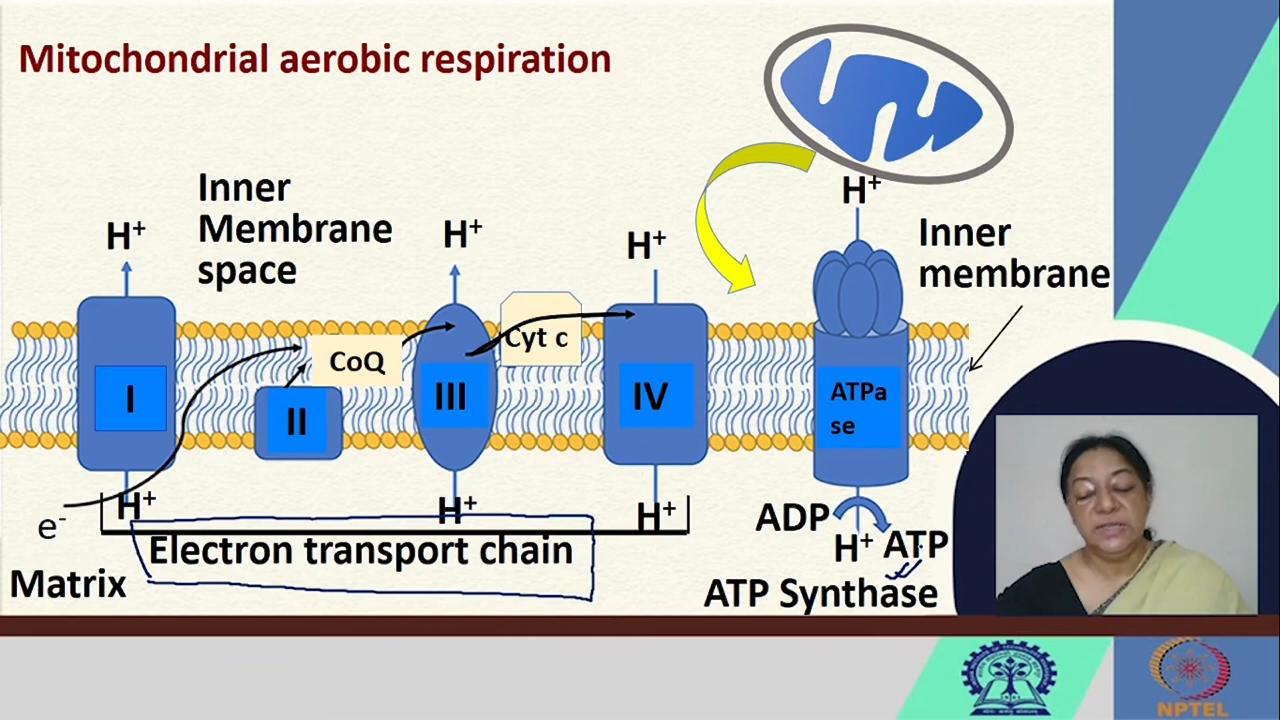 Mitochondrial aerobic respiration
Inner
Membrane
space
H⁺
H⁺
H⁺
H⁺
Inner
membrane
CoQ
Cyt c
I
II
III
IV
ATPa
se
H⁺
H⁺
H⁺
e⁻
Electron transport chain
Matrix
ADP
H⁺
ATP
ATP Synthase
NPTEL